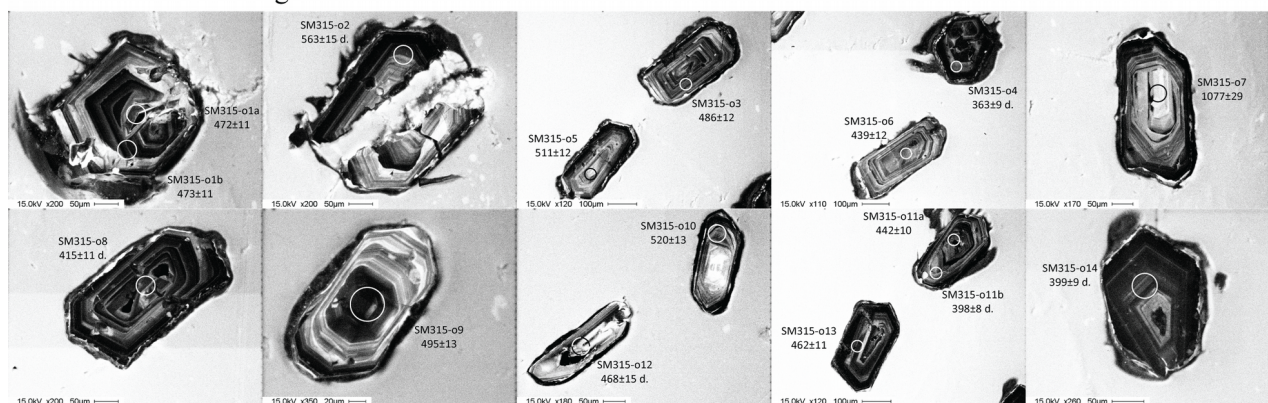 SM315-o1a
472±11
SM315-o1b
473±11
15.0kV x200 50µm
SM315-o2
563±15 d.
15.0kV x200 50µm
SM315-o3
486±12
SM315-o5
511±12
15.0kV x120 100µm
SM315-o4
363±9 d.
SM315-o6
439±12
15.0kV x110 100µm
SM315-o7
1077±29
15.0kV x170 50µm
SM315-o8
415±11 d.
15.0kV x200 50µm
SM315-o9
495±13
15.0kV x350 20µm
SM315-o10
520±13
SM315-o12
468±15 d.
15.0kV x180 50µm
SM315-o11a
442±10
SM315-o11b
398±8 d.
SM315-o13
462±11
15.0kV x120 100µm
SM315-o14
399±9 d.
15.0kV x260 50µm